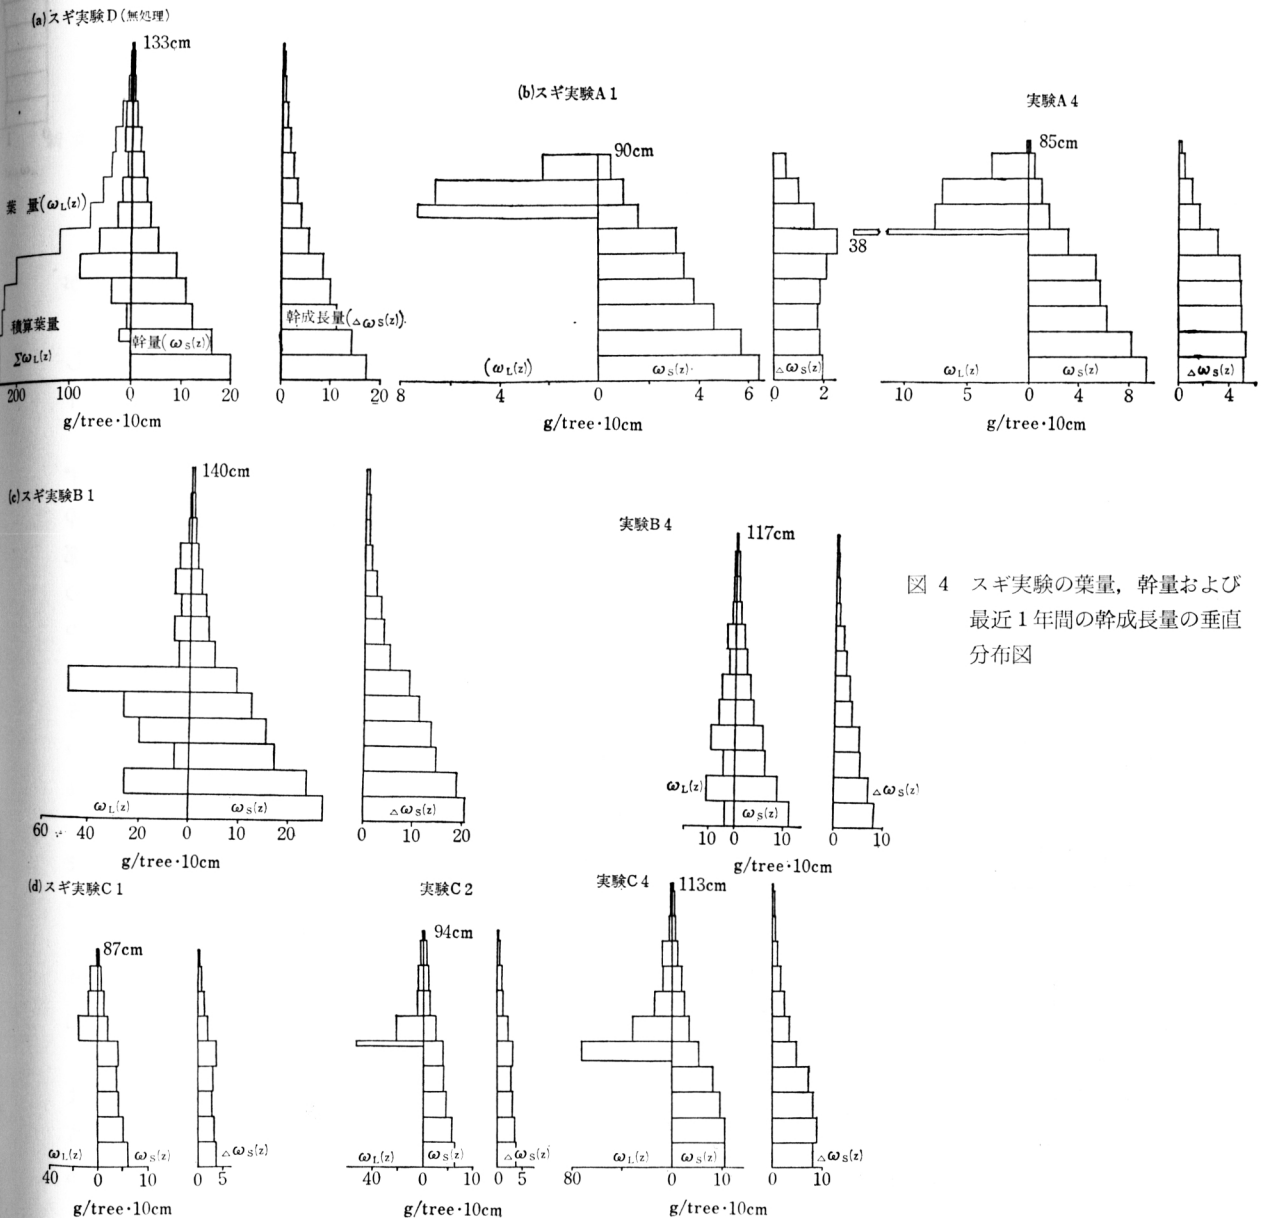 (a)スギ実験D(無処理)
133cm
葉 量(ωL(z))
積算葉量
ΣωL(z)
幹量(ωS(z))
幹成長量(△ωS(z))
200 100 0 10 20
0 10 20
g/tree・10cm
(b)スギ実験A1
90cm
(ωL(z))
ωS(z)
△ωS(z)
8 4 0 4 6
0 2
g/tree・10cm
実験A4
85cm
38
ωL(z)
ωS(z)
△ωS(z)
10 5 0 4 8
0 4
g/tree・10cm
(c)スギ実験B1
140cm
ωL(z)
ωS(z)
△ωS(z)
60 40 20 0 10 20
0 10 20
g/tree・10cm
実験B4
117cm
ωL(z)
ωS(z)
△ωS(z)
10 0 10
0 10
g/tree・10cm
図 4 スギ実験の葉量，幹量および
最近1年間の幹成長量の垂直
分布図
(d)スギ実験C1
87cm
ωL(z)
ωS(z)
△ωS(z)
40 0 10
0 5
g/tree・10cm
実験C2
94cm
ωL(z)
ωS(z)
△ωS(z)
40 0 10
0 5
g/tree・10cm
実験C4
113cm
ωL(z)
ωS(z)
△ωS(z)
80 0 10
0 10
g/tree・10cm